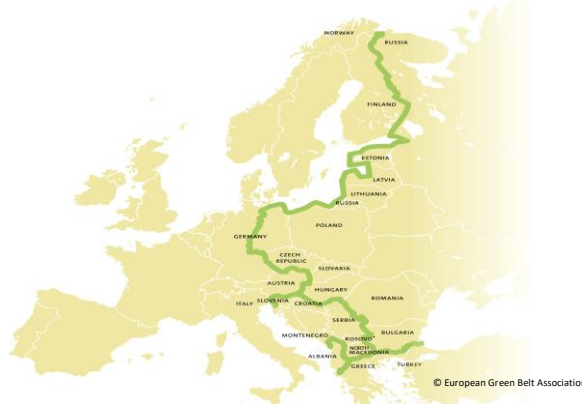 NORWAY
RUSSIA
FINLAND
ESTONIA
LATVIA
LITHUANIA
RUSSIA
POLAND
GERMANY
CZECH
REPUBLIC
SLOVAKIA
AUSTRIA
HUNGARY
ITALY
SLOVENIA
CROATIA
ROMANIA
SERBIA
MONTENEGRO
KOSOVO*
BULGARIA
NORTH
MACEDONIA
ALBANIA
GREECE
TURKEY
© European Green Belt Association